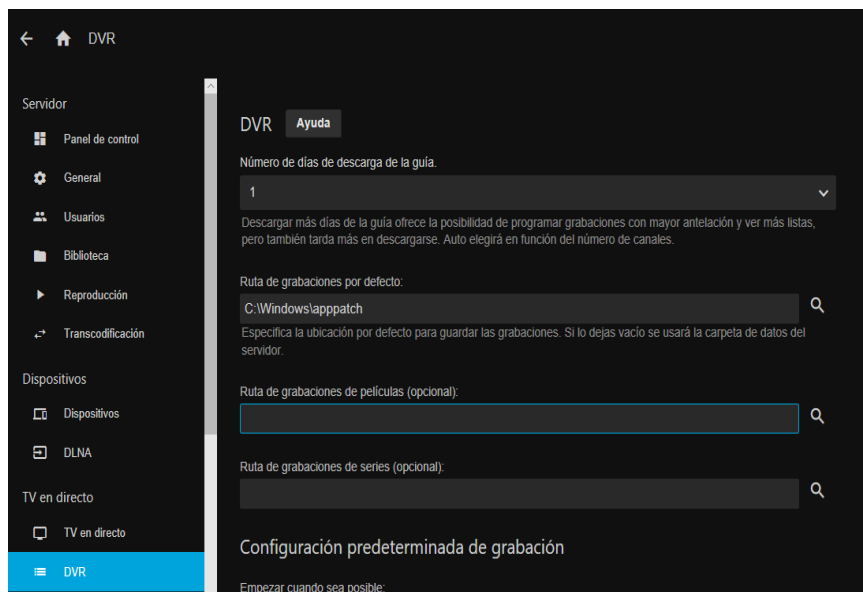 DVR
Servidor
Panel de control
General
Usuarios
Biblioteca
Reproducción
Transcodificación
Dispositivos
Dispositivos
DLNA
TV en directo
TV en directo
DVR
DVR Ayuda
Número de días de descarga de la guía.
1
Descargar más días de la guía ofrece la posibilidad de programar grabaciones con mayor antelación y ver más listas,
pero también tarda más en descargarse. Auto elegirá en función del número de canales.
Ruta de grabaciones por defecto:
C:\Windows\apppatch
Especifica la ubicación por defecto para guardar las grabaciones. Si lo dejas vacío se usará la carpeta de datos del
servidor.
Ruta de grabaciones de películas (opcional):
Ruta de grabaciones de series (opcional):
Configuración predeterminada de grabación
Empezar cuando sea posible: